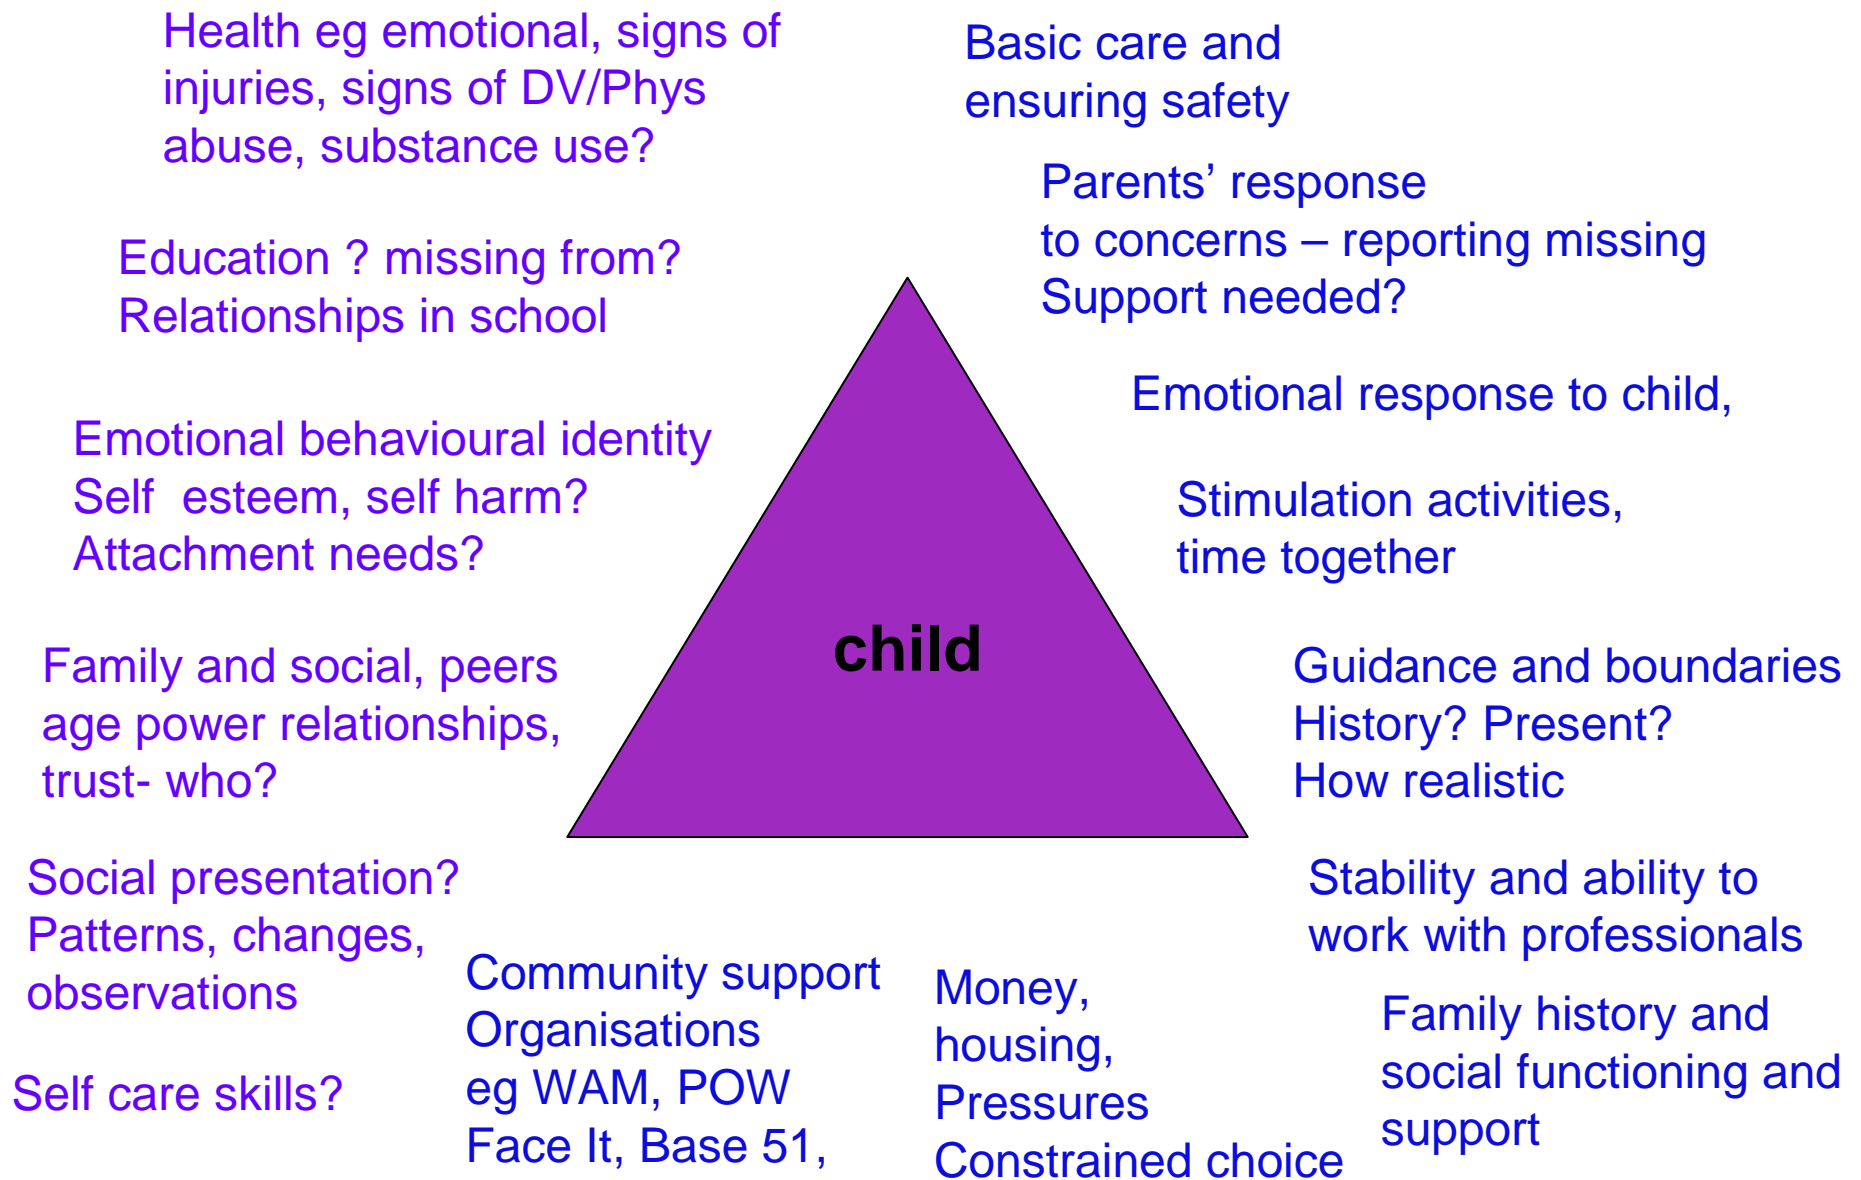 Health eg emotional, signs of
injuries, signs of DV/Phys
abuse, substance use?
Education ? missing from?
Relationships in school
Emotional behavioural identity
Self  esteem, self harm?
Attachment needs?
Family and social, peers
age power relationships,
trust- who?
Social presentation?
Patterns, changes,
observations
Self care skills?
child
Basic care and
ensuring safety
Parents’ response
to concerns – reporting missing
Support needed?
Emotional response to child,
Stimulation activities,
time together
Guidance and boundaries
History? Present?
How realistic
Stability and ability to
work with professionals
Community support
Organisations
eg WAM, POW
Face It, Base 51,
Money,
housing,
Pressures
Constrained choice
Family history and
social functioning and
support